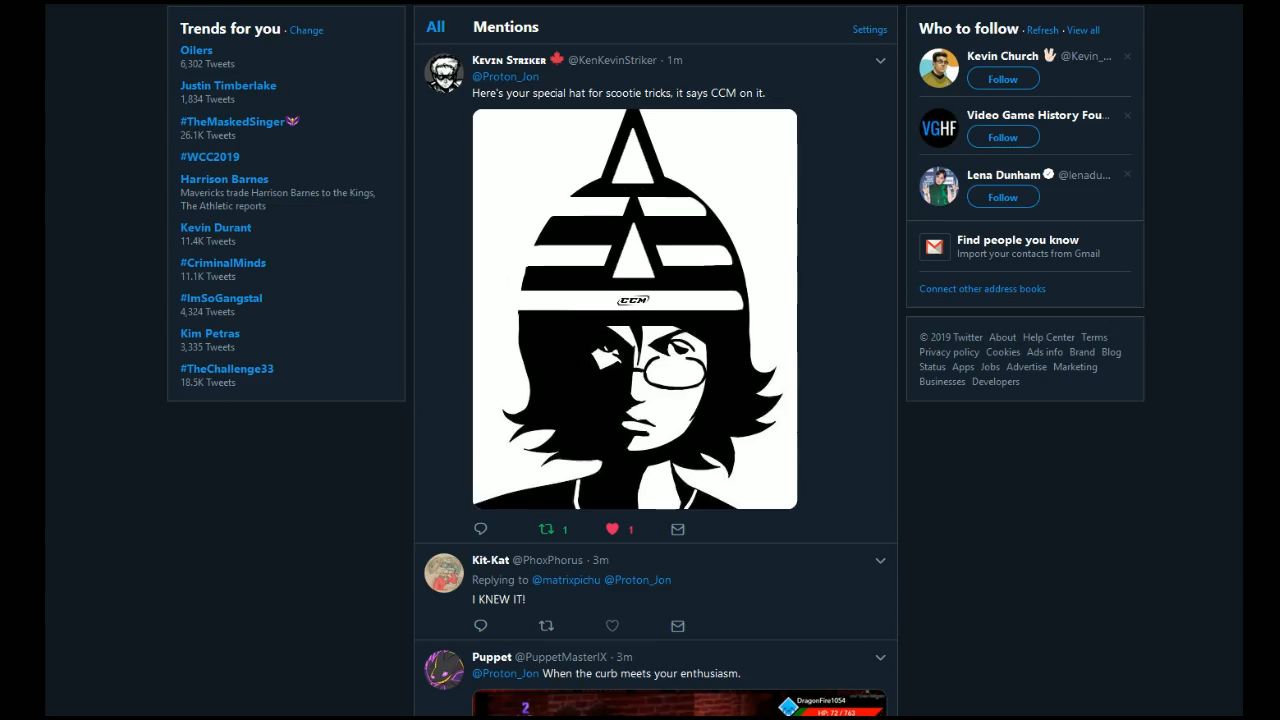 Trends for you · Change
Oilers
6,302 Tweets
Justin Timberlake
1,834 Tweets
#TheMaskedSinger
26.1K Tweets
#WCC2019
Harrison Barnes
Mavericks trade Harrison Barnes to the Kings,
The Athletic reports
Kevin Durant
11.4K Tweets
#CriminalMinds
11.1K Tweets
#ImSoGangstal
4,324 Tweets
Kim Petras
3,335 Tweets
#TheChallenge33
18.5K Tweets
All Mentions Settings
Kevin Striker @KenKevinStriker · 1m
@Proton_Jon
Here's your special hat for scootie tricks, it says CCM on it.
CCM
1 1
Kit-Kat @PhoxPhorus · 3m
Replying to @matrixpichu @Proton_Jon
I KNEW IT!
Puppet @PuppetMasterIX · 3m
@Proton_Jon When the curb meets your enthusiasm.
2
DragonFire1054
HP: 72 / 763
Who to follow · Refresh · View all
Kevin Church @Kevin_...
Follow
Video Game History Fou...
VGHF
Follow
Lena Dunham @lenadu...
Follow
Find people you know
Import your contacts from Gmail
Connect other address books
© 2019 Twitter About Help Center Terms
Privacy policy Cookies Ads info Brand Blog
Status Apps Jobs Advertise Marketing
Businesses Developers